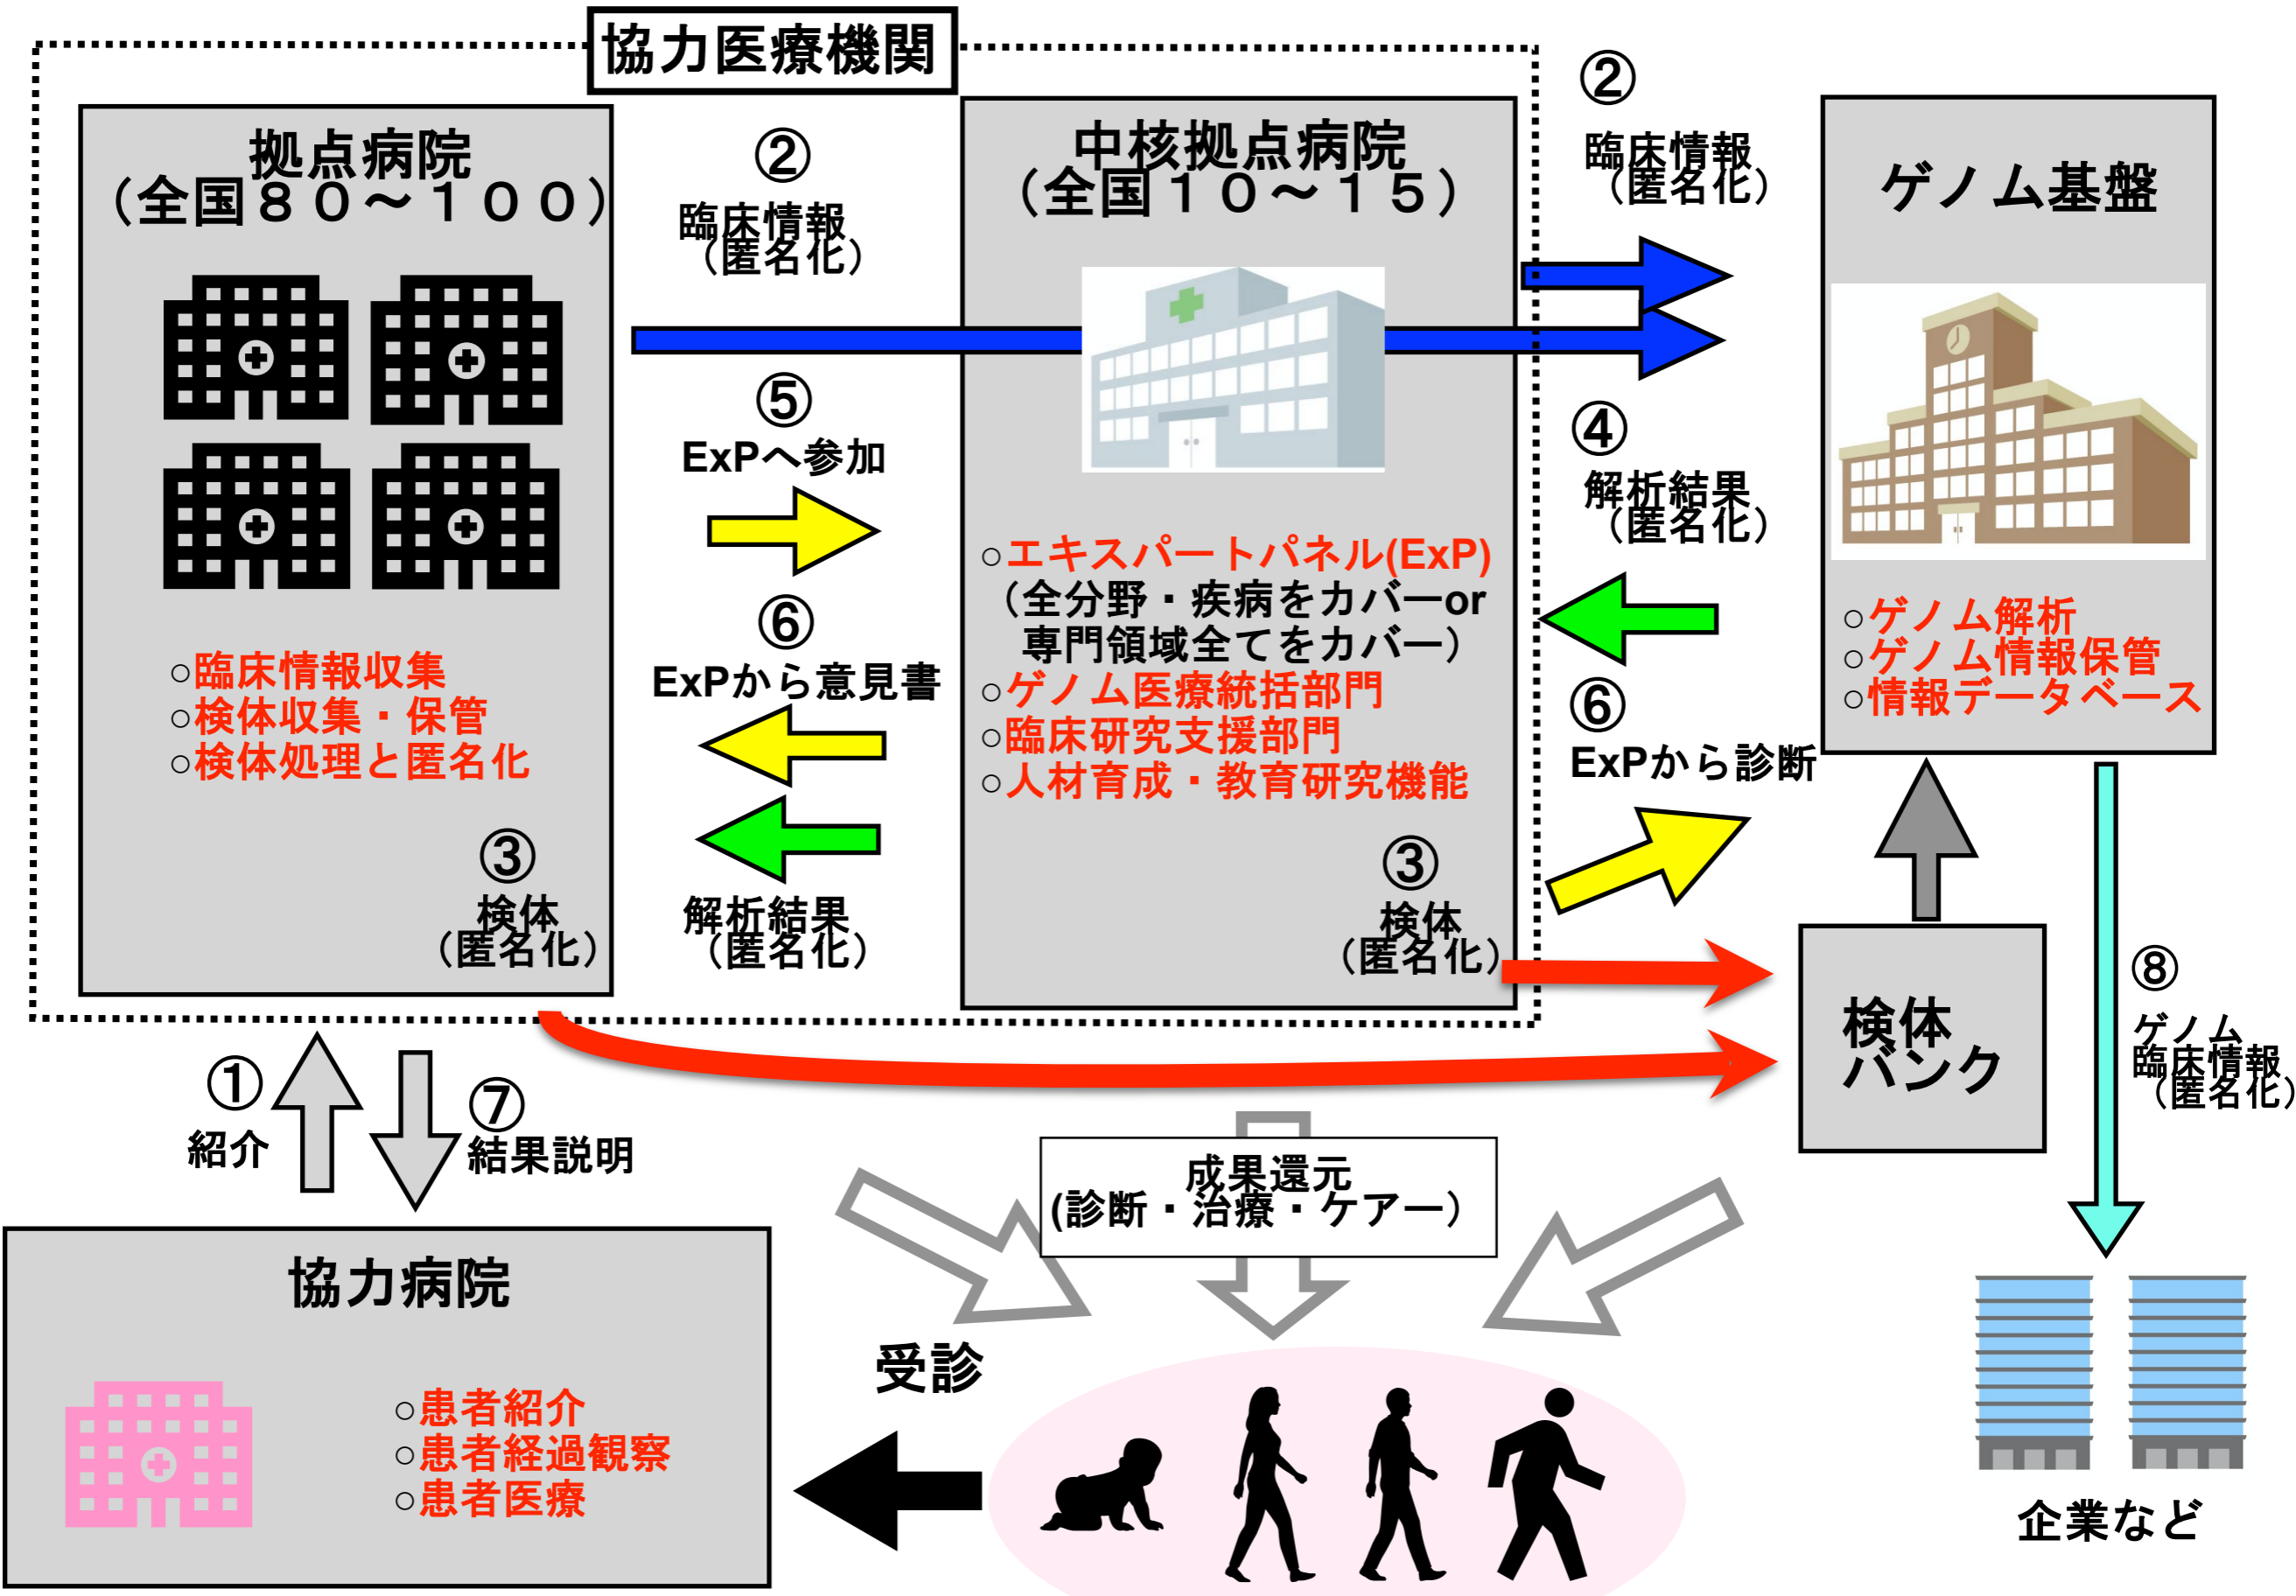 協力医療機関
拠点病院
（全国８０～１００）
○臨床情報収集
○検体収集・保管
○検体処理と匿名化
③
検体
（匿名化）
②
臨床情報
（匿名化）
⑤
ExPへ参加
⑥
ExPから意見書
解析結果
（匿名化）
中核拠点病院
（全国１０～１５）
○エキスパートパネル(ExP)
（全分野・疾病をカバーor
専門領域全てをカバー）
○ゲノム医療統括部門
○臨床研究支援部門
○人材育成・教育研究機能
③
検体
（匿名化）
②
臨床情報
（匿名化）
④
解析結果
（匿名化）
⑥
ExPから診断
ゲノム基盤
○ゲノム解析
○ゲノム情報保管
○情報データベース
検体
バンク
⑧
ゲノム
臨床情報
（匿名化）
企業など
①
紹介
⑦
結果説明
成果還元
(診断・治療・ケアー）
協力病院
○患者紹介
○患者経過観察
○患者医療
受診